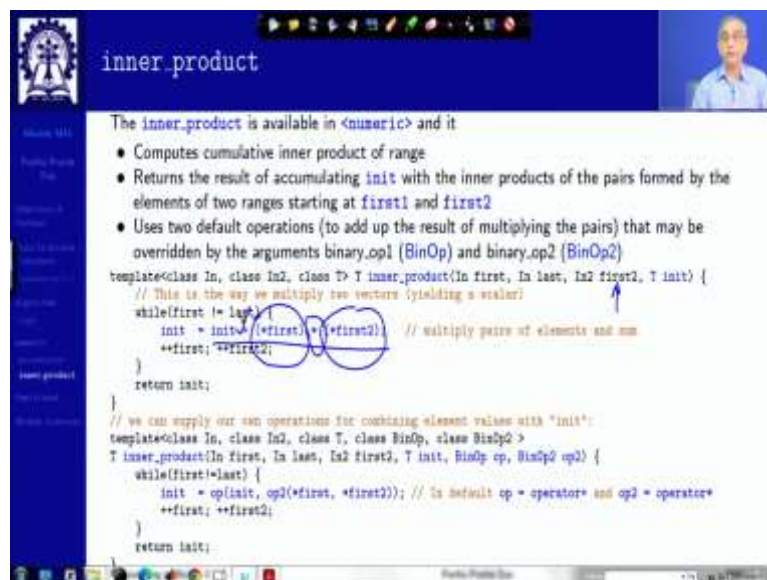 inner_product
The inner_product is available in <numeric> and it
• Computes cumulative inner product of range
• Returns the result of accumulating init with the inner products of the pairs formed by the
elements of two ranges starting at first1 and first2
• Uses two default operations (to add up the result of multiplying the pairs) that may be
overridden by the arguments binary_op1 (BinOp) and binary_op2 (BinOp2)
template<class In, class In2, class T> T inner_product(In first, In last, In2 first2, T init) {
// This is the way we multiply two vectors (yielding a scalar)
while(first != last) {
init = init + (*first) * (*first2); // multiply pairs of elements and sum
++first; ++first2;
}
return init;
}
// we can supply our own operations for combining element values with "init":
template<class In, class In2, class T, class BinOp, class BinOp2 >
T inner_product(In first, In last, In2 first2, T init, BinOp op, BinOp2 op2) {
while(first!=last) {
init = op(init, op2(*first, *first2)); // In default op = operator+ and op2 = operator*
++first; ++first2;
}
return init;
}
inner_product